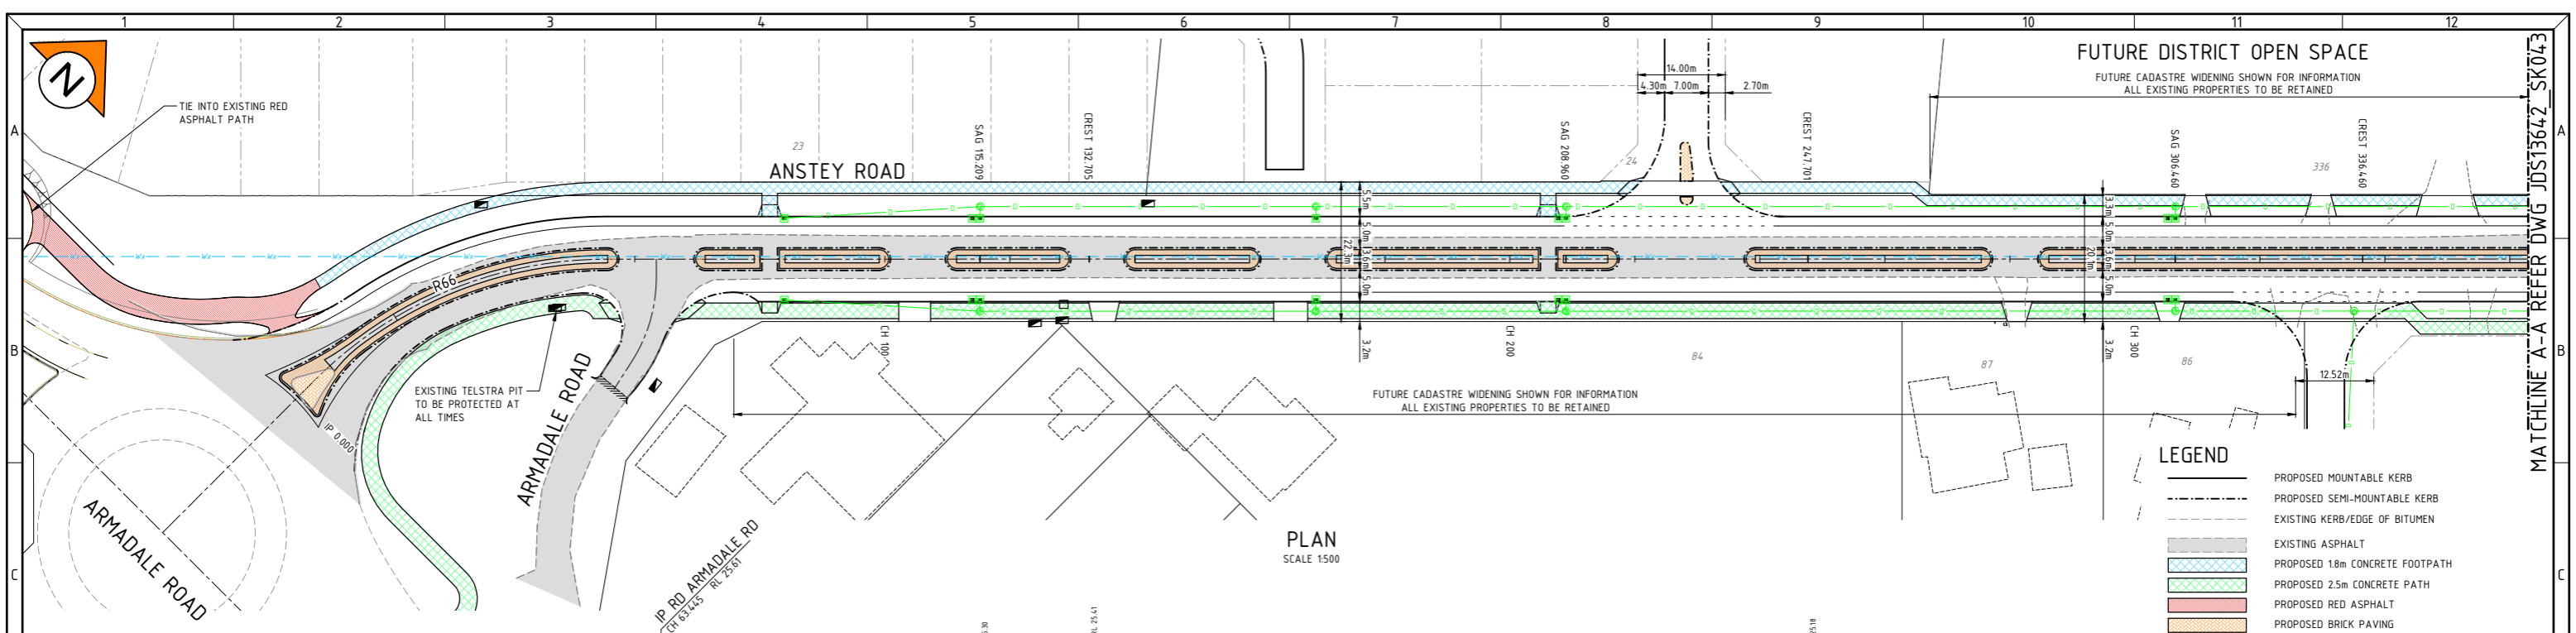 1 2 3 4 5 6 7 8 9 10 11 12
A
B
C
A
B
C
N
TIE INTO EXISTING RED
ASPHALT PATH
23
ANSTEY ROAD
SAG 115.209
CREST 132.705
SAG 208.960
24
14.00m
4.30m 7.00m 2.70m
CREST 247.701
FUTURE DISTRICT OPEN SPACE
FUTURE CADASTRE WIDENING SHOWN FOR INFORMATION
ALL EXISTING PROPERTIES TO BE RETAINED
SAG 306.460
336
CREST 336.460
MATCHLINE A-A REFER DWG JDS13642_SK043
R66
5.5m
5.0m
22.3m
3.6m
5.0m
3.2m
3.3m
5.0m
20.1m
3.6m
5.0m
3.2m
CH 100
CH 200
CH 300
84
87
86
12.52m
EXISTING TELSTRA PIT
TO BE PROTECTED AT
ALL TIMES
ARMADALE ROAD
IP 0.000
ARMADALE ROAD
FUTURE CADASTRE WIDENING SHOWN FOR INFORMATION
ALL EXISTING PROPERTIES TO BE RETAINED
IP RD ARMADALE RD
CH 63.445 RL 25.61
PLAN
SCALE 1:500
RL 25.41
LEGEND
PROPOSED MOUNTABLE KERB
PROPOSED SEMI-MOUNTABLE KERB
EXISTING KERB/EDGE OF BITUMEN
EXISTING ASPHALT
PROPOSED 1.8m CONCRETE FOOTPATH
PROPOSED 2.5m CONCRETE PATH
PROPOSED RED ASPHALT
PROPOSED BRICK PAVING